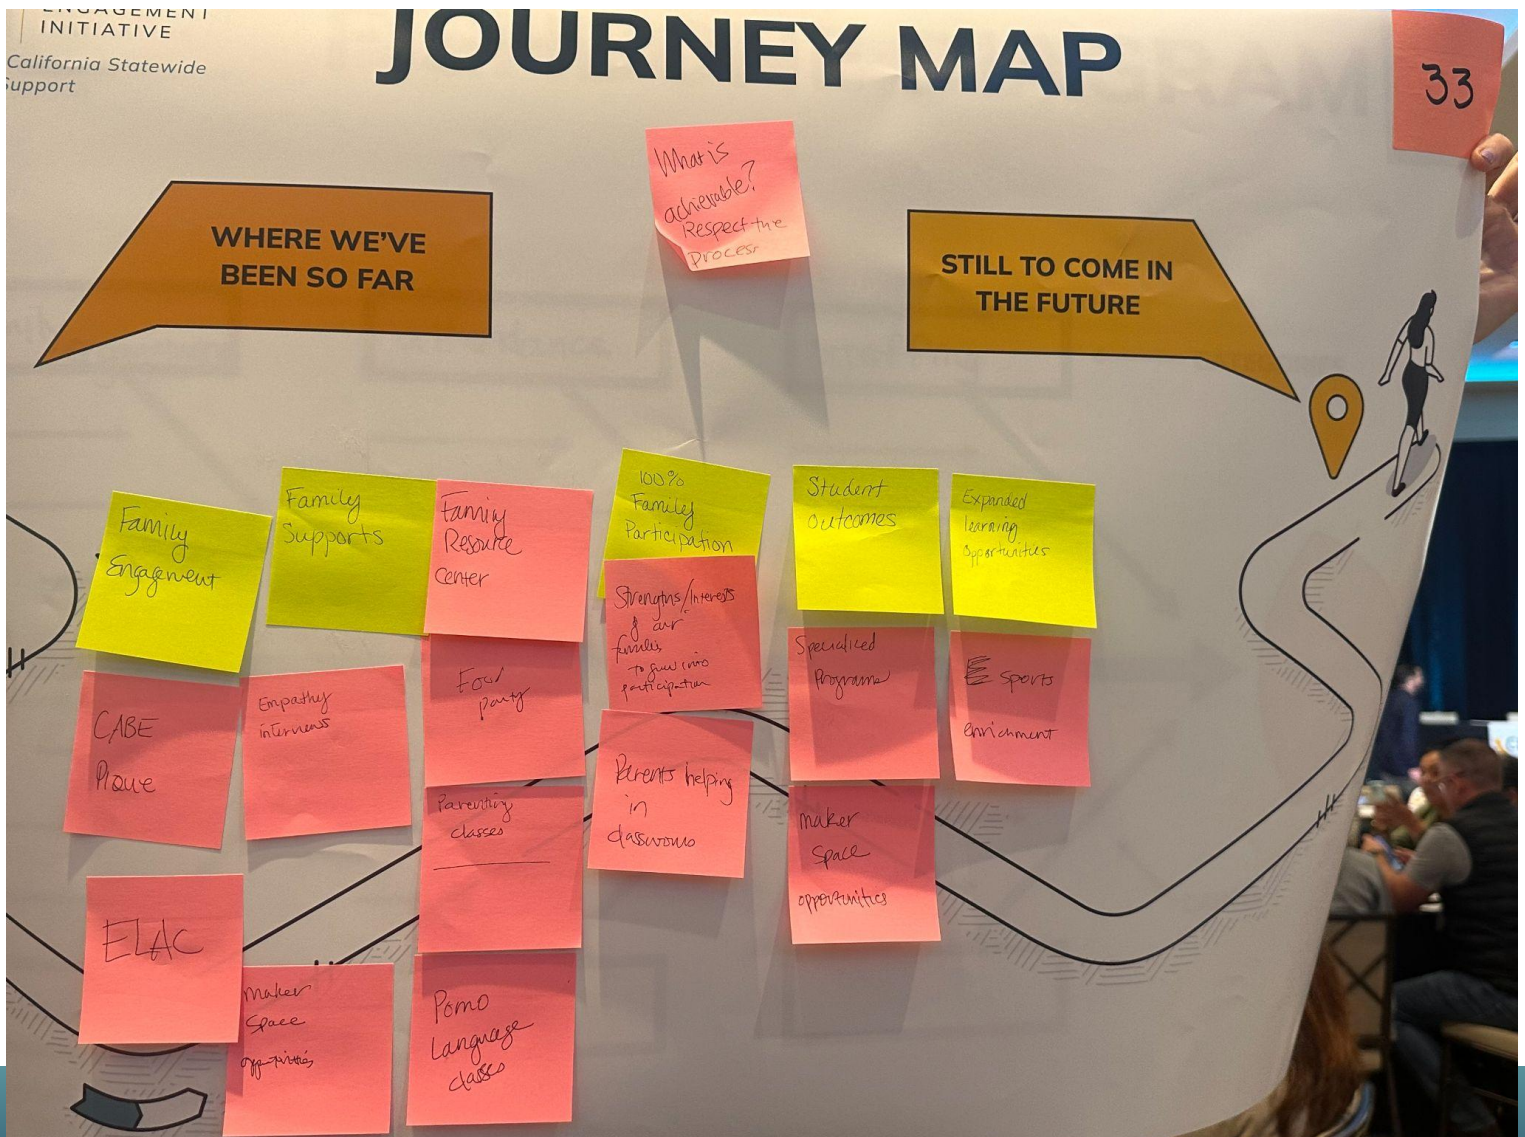 ENGAGEMENT
INITIATIVE
California Statewide
Support
JOURNEY MAP
33
What is
achievable?
Respect the
Process
WHERE WE'VE
BEEN SO FAR
STILL TO COME IN
THE FUTURE
Family
Engagement
CABE
Pique
ELAC
Family
Supports
Empathy
interviews
Maker
Space
opportunities
Family
Resource
Center
Food
party
Parenting
classes
Pomo
Language
classes
100%
Family
Participation
Strengths/Interests
of our
families
to grow into
participation
Parents helping
in
classrooms
Student
outcomes
Specialized
Programs
maker
Space
opportunities
Expanded
learning
opportunities
Sports
enrichment